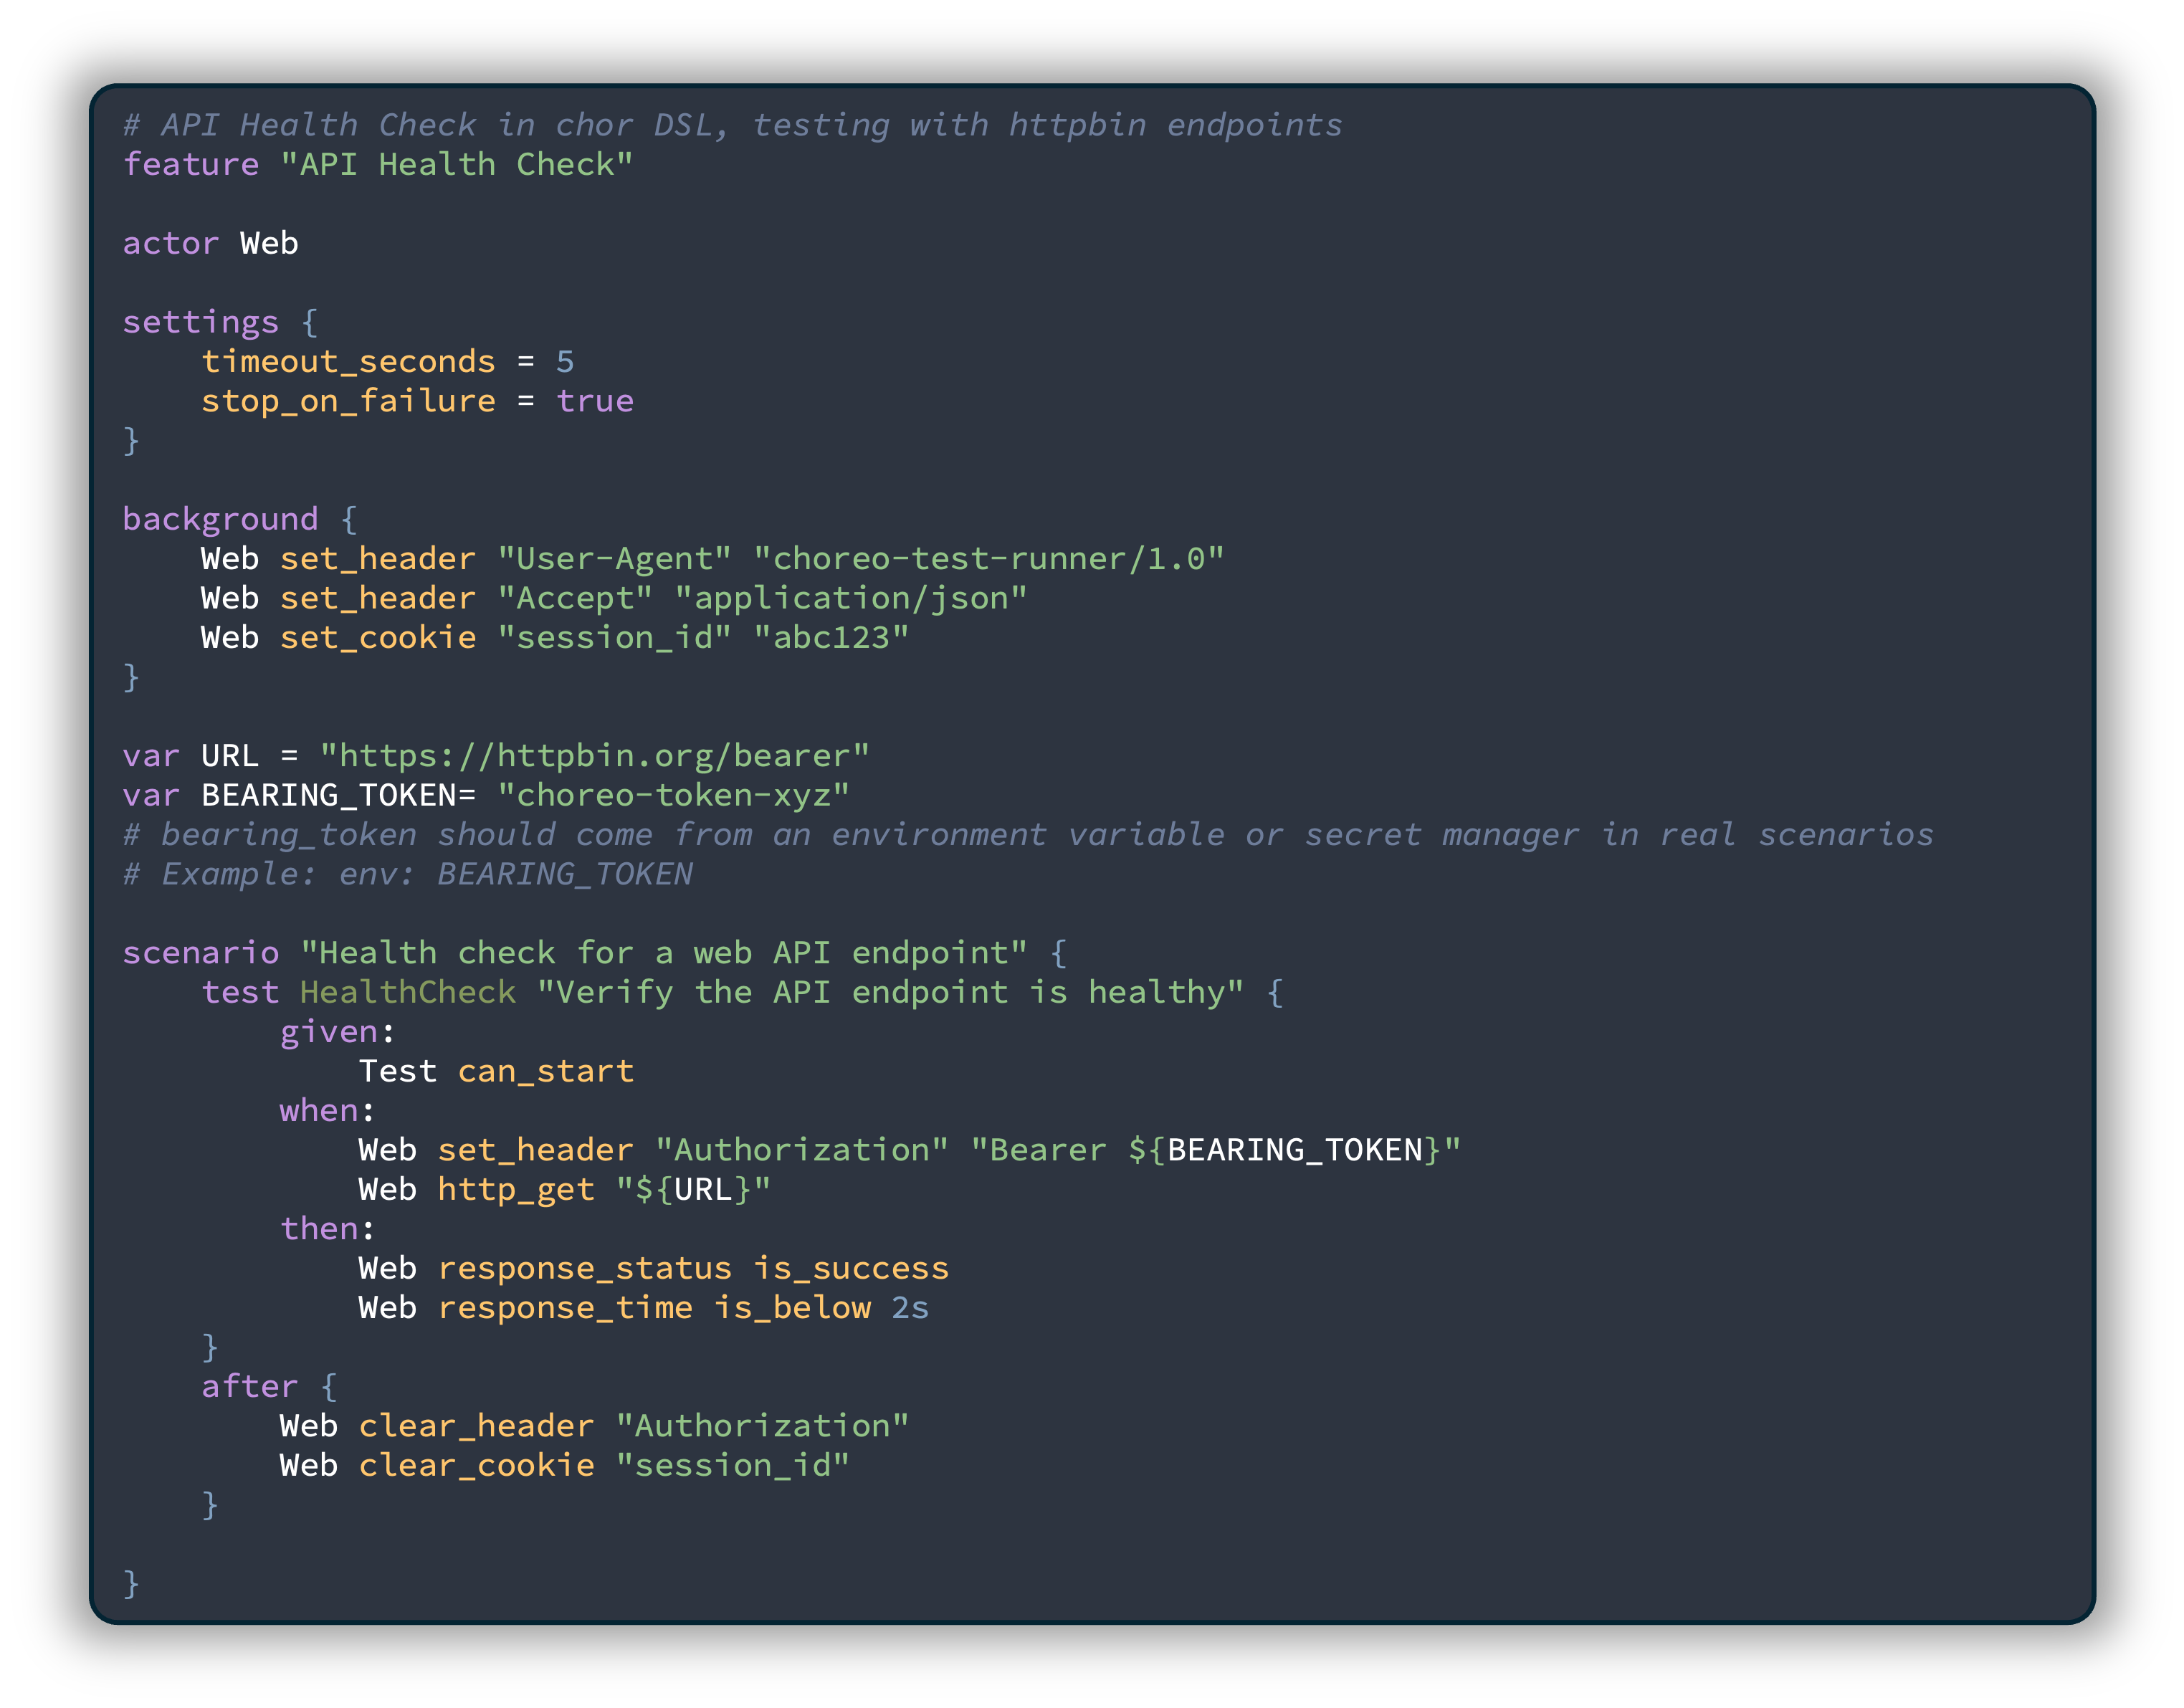 # API Health Check in chor DSL, testing with httpbin endpoints
feature "API Health Check"

actor Web

settings {
    timeout_seconds = 5
    stop_on_failure = true
}

background {
    Web set_header "User-Agent" "choreo-test-runner/1.0"
    Web set_header "Accept" "application/json"
    Web set_cookie "session_id" "abc123"
}

var URL = "https://httpbin.org/bearer"
var BEARING_TOKEN= "choreo-token-xyz"
# bearing_token should come from an environment variable or secret manager in real scenarios
# Example: env: BEARING_TOKEN

scenario "Health check for a web API endpoint" {
    test HealthCheck "Verify the API endpoint is healthy" {
        given:
            Test can_start
        when:
            Web set_header "Authorization" "Bearer ${BEARING_TOKEN}"
            Web http_get "${URL}"
        then:
            Web response_status is_success
            Web response_time is_below 2s
    }
    after {
        Web clear_header "Authorization"
        Web clear_cookie "session_id"
    }

}